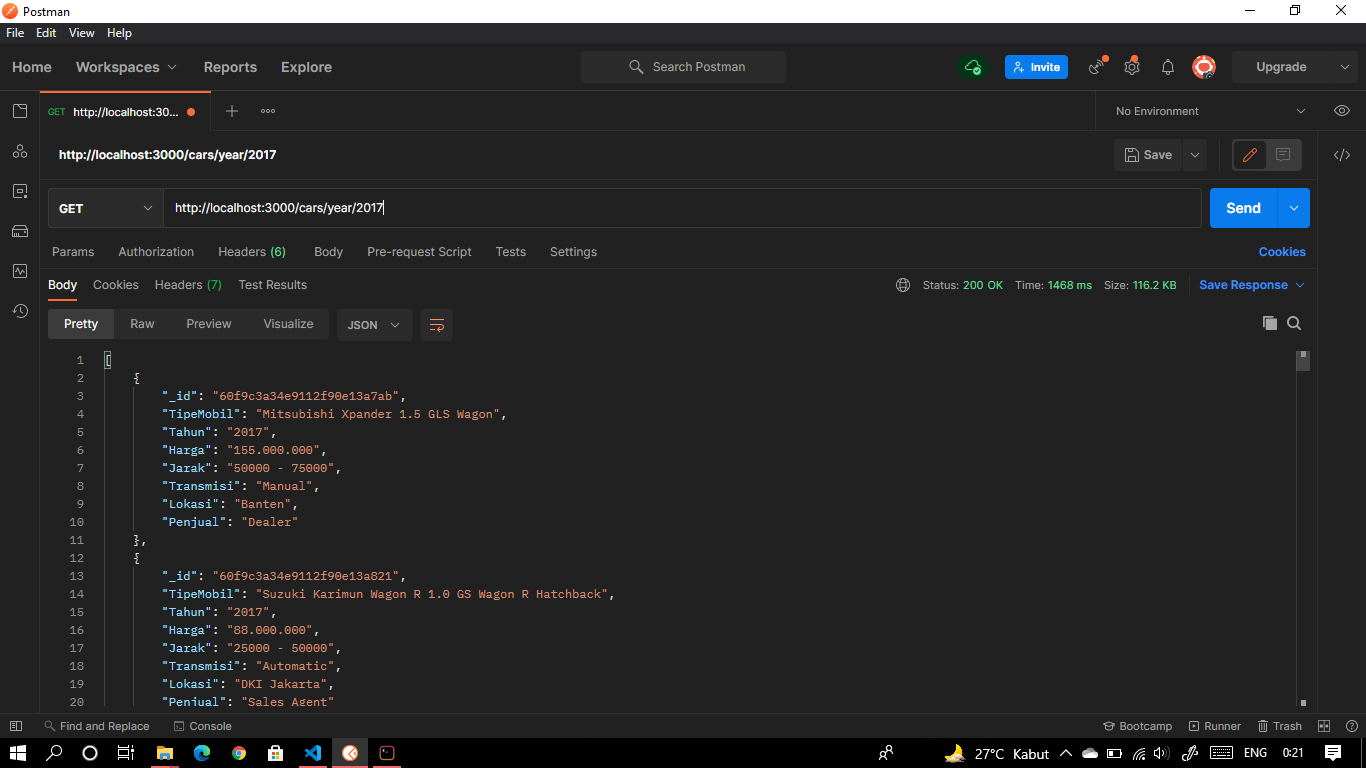 Postman
File Edit View Help
Home Workspaces Reports Explore Search Postman Invite Upgrade
GET http://localhost:30... No Environment
http://localhost:3000/cars/year/2017 Save
GET http://localhost:3000/cars/year/2017 Send
Params Authorization Headers (6) Body Pre-request Script Tests Settings Cookies
Body Cookies Headers (7) Test Results Status: 200 OK Time: 1468 ms Size: 116.2 KB Save Response
Pretty Raw Preview Visualize JSON
1 [
2 {
3 "_id": "60f9c3a34e9112f90e13a7ab",
4 "TipeMobil": "Mitsubishi Xpander 1.5 GLS Wagon",
5 "Tahun": "2017",
6 "Harga": "155.000.000",
7 "Jarak": "50000 - 75000",
8 "Transmisi": "Manual",
9 "Lokasi": "Banten",
10 "Penjual": "Dealer"
11 },
12 {
13 "_id": "60f9c3a34e9112f90e13a821",
14 "TipeMobil": "Suzuki Karimun Wagon R 1.0 GS Wagon R Hatchback",
15 "Tahun": "2017",
16 "Harga": "88.000.000",
17 "Jarak": "25000 - 50000",
18 "Transmisi": "Automatic",
19 "Lokasi": "DKI Jakarta",
20 "Penjual": "Sales Agent"
Find and Replace Console Bootcamp Runner Trash
27°C Kabut ENG 0:21